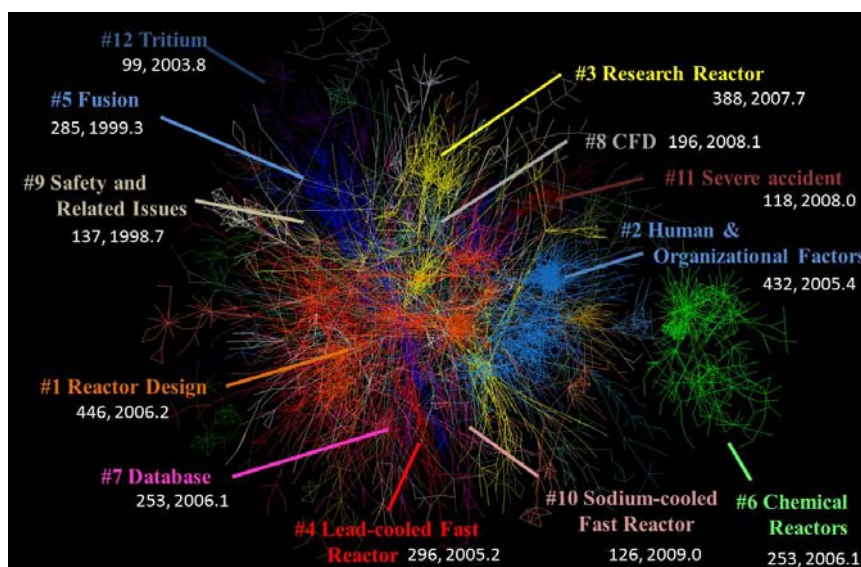 #12 Tritium
99, 2003.8
#5 Fusion
285, 1999.3
#9 Safety and
Related Issues
137, 1998.7
#3 Research Reactor
388, 2007.7
#8 CFD 196, 2008.1
#11 Severe accident
118, 2008.0
#2 Human &
Organizational Factors
432, 2005.4
#1 Reactor Design
446, 2006.2
#7 Database
253, 2006.1
#4 Lead-cooled Fast
Reactor 296, 2005.2
#10 Sodium-cooled
Fast Reactor
126, 2009.0
#6 Chemical
Reactors
253, 2006.1